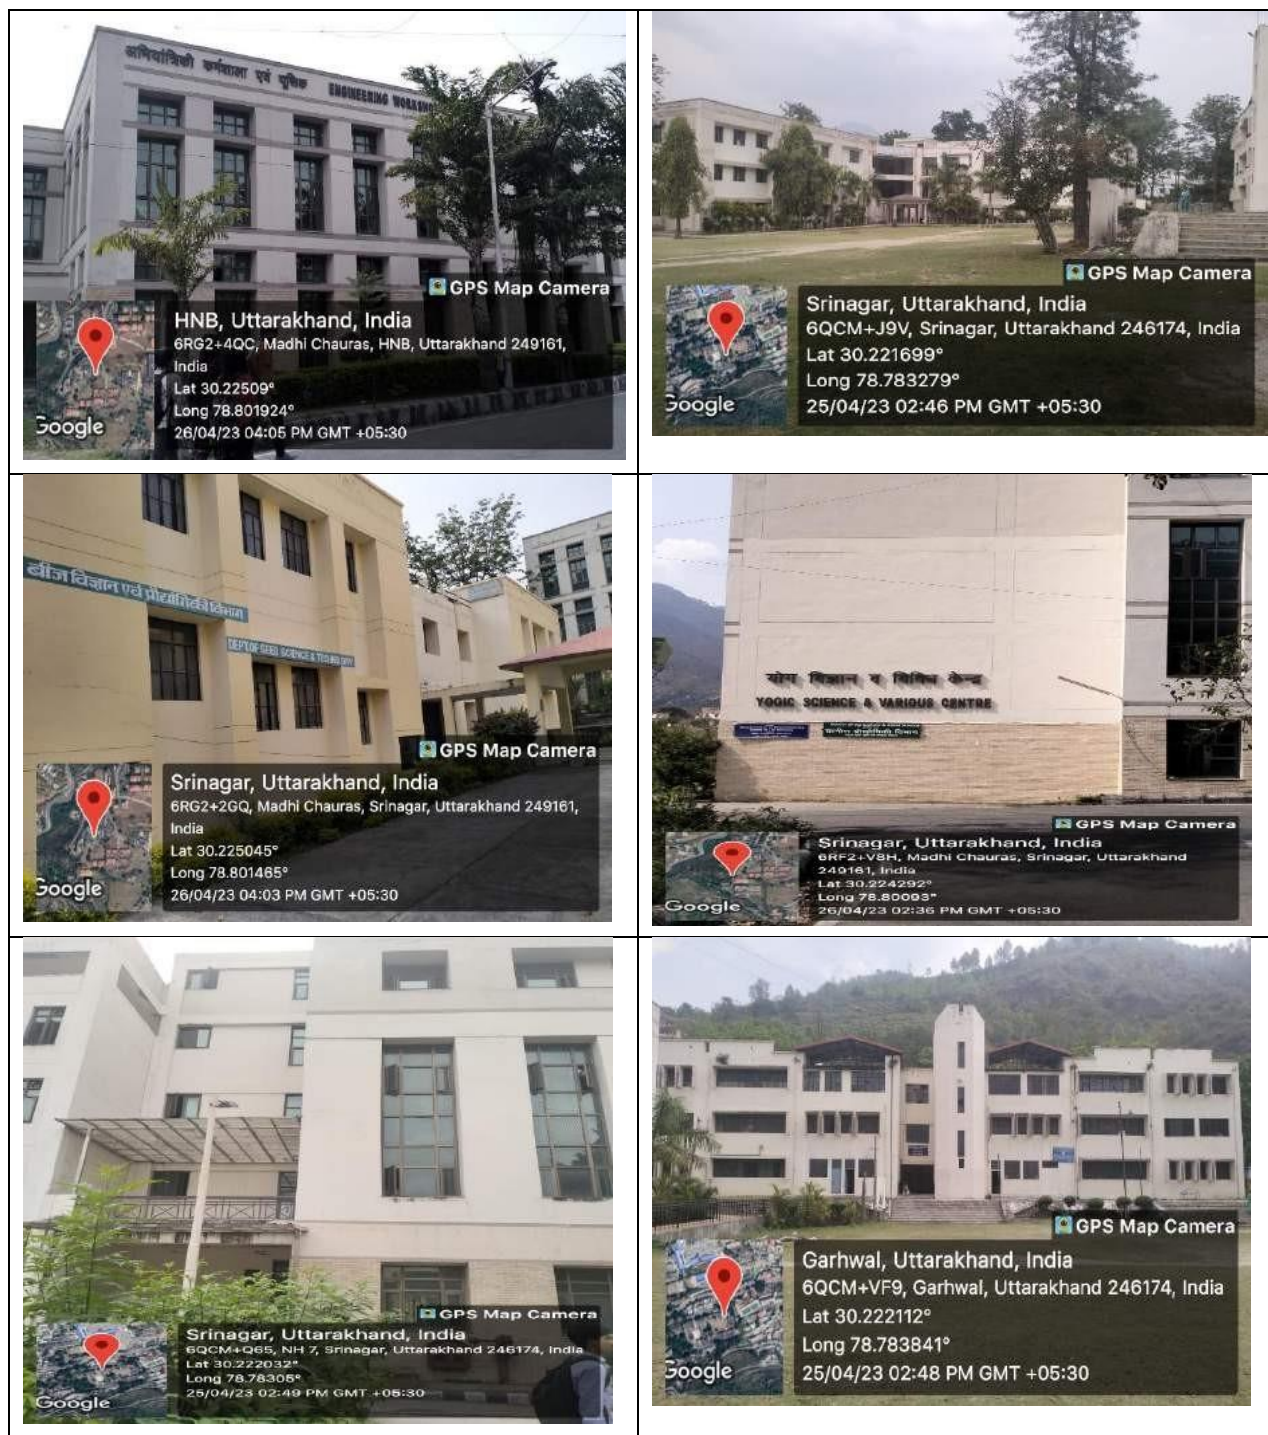 अभियांत्रिकी कर्मशाला एवं यूसिक ENGINEERING WORKSH
GPS Map Camera
HNB, Uttarakhand, India
6RG2+4QC, Madhi Chauras, HNB, Uttarakhand 249161,
India
Lat 30.22509°
Long 78.801924°
26/04/23 04:05 PM GMT +05:30
Google
GPS Map Camera
Srinagar, Uttarakhand, India
6QCM+J9V, Srinagar, Uttarakhand 246174, India
Lat 30.221699°
Long 78.783279°
25/04/23 02:46 PM GMT +05:30
Google
बीज विज्ञान एवं प्रौद्योगिकी विभाग
DEPT. OF SEED SCIENCE & TECHNOLOGY
GPS Map Camera
Srinagar, Uttarakhand, India
6RG2+2GQ, Madhi Chauras, Srinagar, Uttarakhand 249161,
India
Lat 30.225045°
Long 78.801465°
26/04/23 04:03 PM GMT +05:30
Google
योग विज्ञान व विविध केन्द्र
YOGIC SCIENCE & VARIOUS CENTRE
ग्रामीण प्रौद्योगिकी विभाग
GPS Map Camera
Srinagar, Uttarakhand, India
6RF2+V8H, Madhi Chauras, Srinagar, Uttarakhand
249161, India
Lat 30.224292°
Long 78.80093°
26/04/23 02:36 PM GMT +05:30
Google
GPS Map Camera
Srinagar, Uttarakhand, India
6QCM+Q65, NH 7, Srinagar, Uttarakhand 246174, India
Lat 30.222032°
Long 78.78305°
25/04/23 02:49 PM GMT +05:30
Google
GPS Map Camera
Garhwal, Uttarakhand, India
6QCM+VF9, Garhwal, Uttarakhand 246174, India
Lat 30.222112°
Long 78.783841°
25/04/23 02:48 PM GMT +05:30
Google